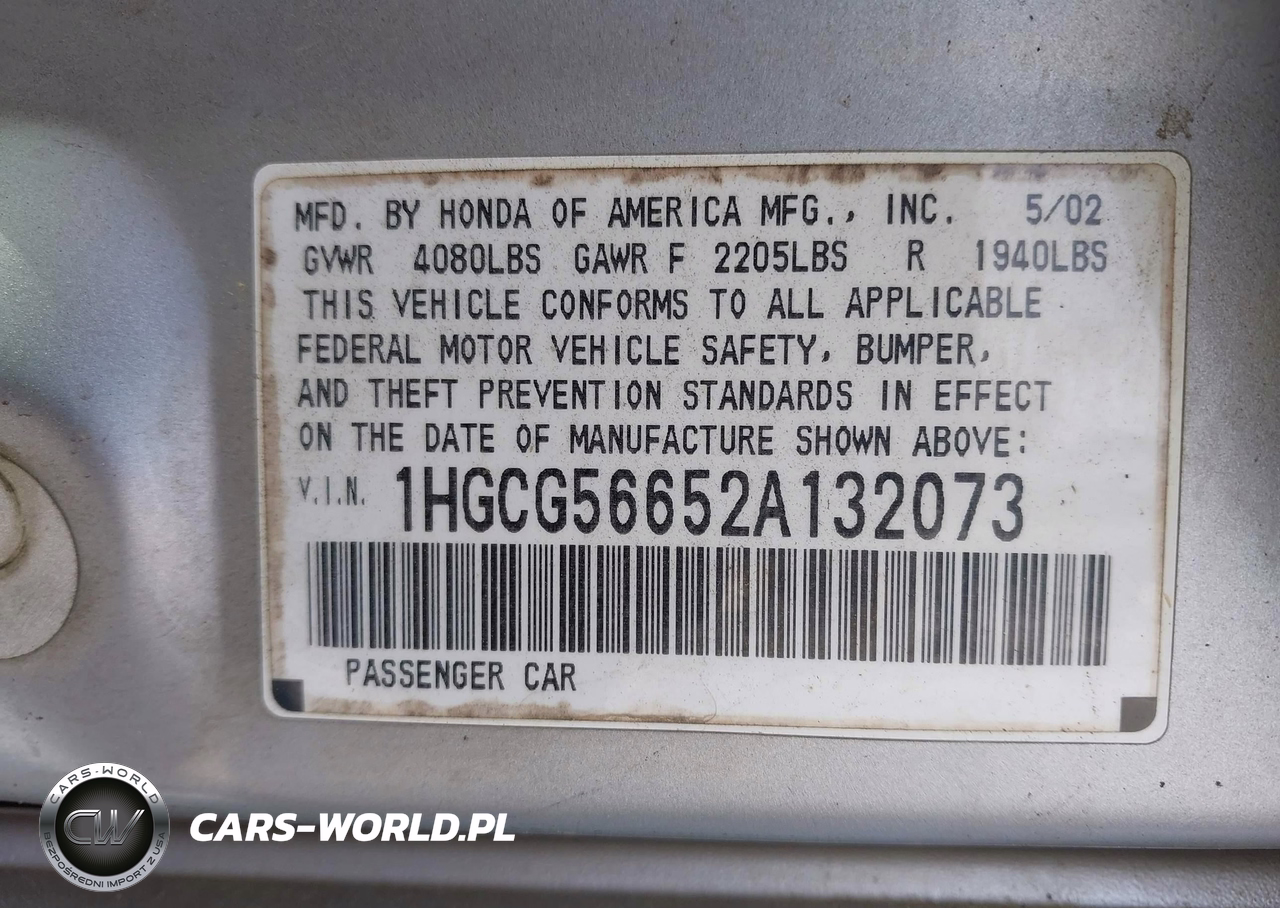 MFD. BY HONDA OF AMERICA MFG., INC. 5/02
GVWR 4080LBS GAWR F 2205LBS R 1940LBS
THIS VEHICLE CONFORMS TO ALL APPLICABLE
FEDERAL MOTOR VEHICLE SAFETY, BUMPER,
AND THEFT PREVENTION STANDARDS IN EFFECT
ON THE DATE OF MANUFACTURE SHOWN ABOVE:
V.I.N. 1HGCG56652A132073
PASSENGER CAR
CARS-WORLD
CW
BEZPOŚREDNI IMPORT Z USA
CARS-WORLD.PL